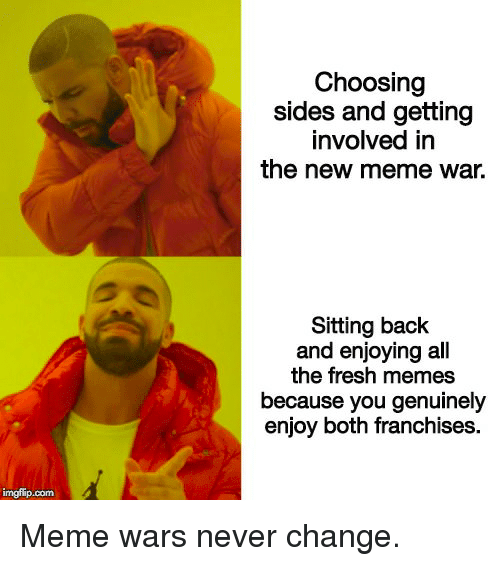 Choosing
sides and getting
involved in
the new meme war.
Sitting back
and enjoying all
the fresh memes
because you genuinely
enjoy both franchises.
imgflip.com
Meme wars never change.